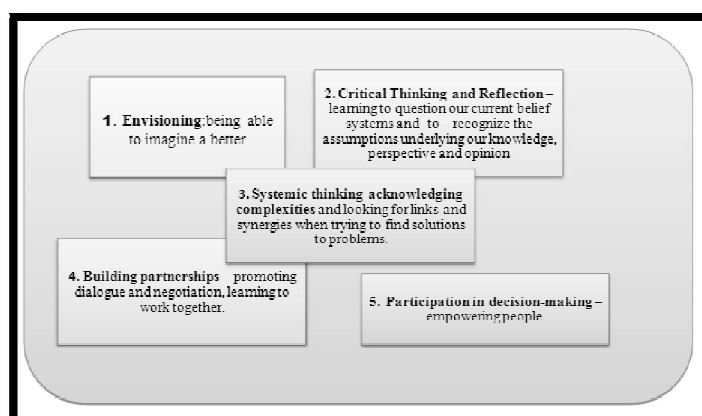 1. Envisioning:being able
to imagine a better
2. Critical Thinking and Reflection –
learning to question our current belief
systems and to recognize the
assumptions underlying our knowledge,
perspective and opinion
3. Systemic thinking acknowledging
complexities and looking for links and
synergies when trying to find solutions
to problems.
4. Building partnerships promoting
dialogue and negotiation, learning to
work together.
5. Participation in decision-making –
empowering people